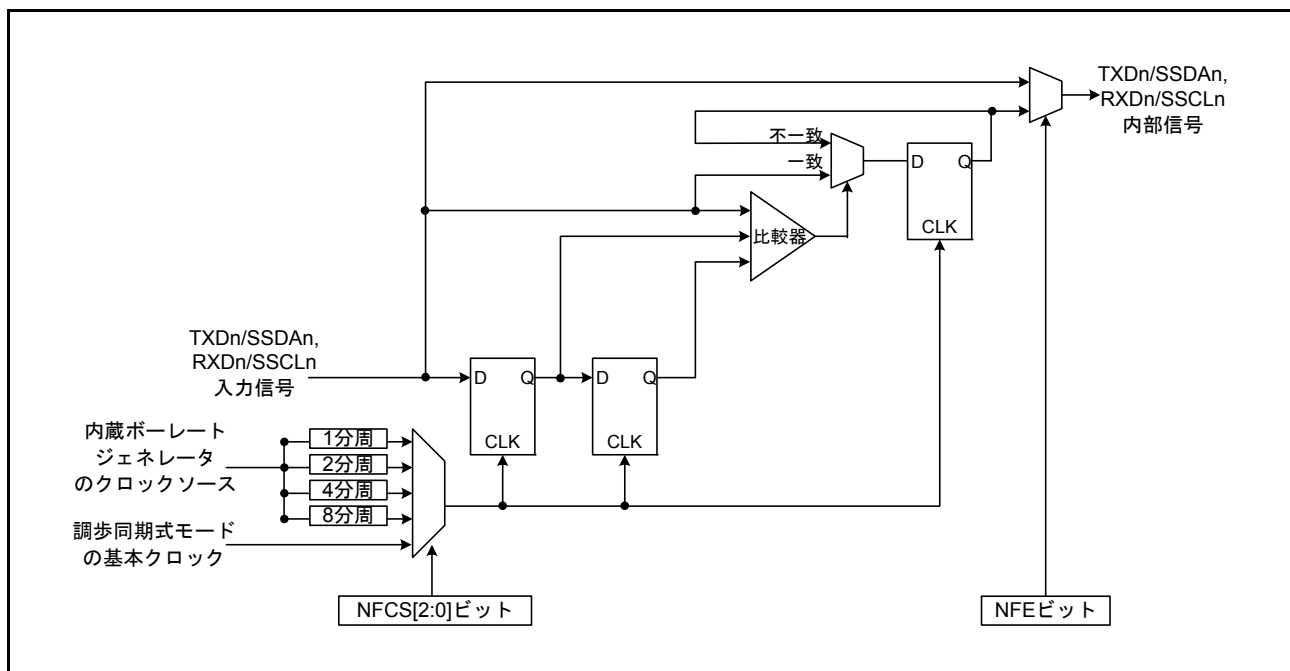 TXDn/SSDAn,
RXDn/SSCLn
内部信号
不一致
一致
D
Q
CLK
比較器
TXDn/SSDAn,
RXDn/SSCLn
入力信号
D
Q
CLK
D
Q
CLK
内蔵ボーレート
ジェネレータ
のクロックソース
1分周
2分周
4分周
8分周
調歩同期式モード
の基本クロック
NFCS[2:0]ビット
NFEビット